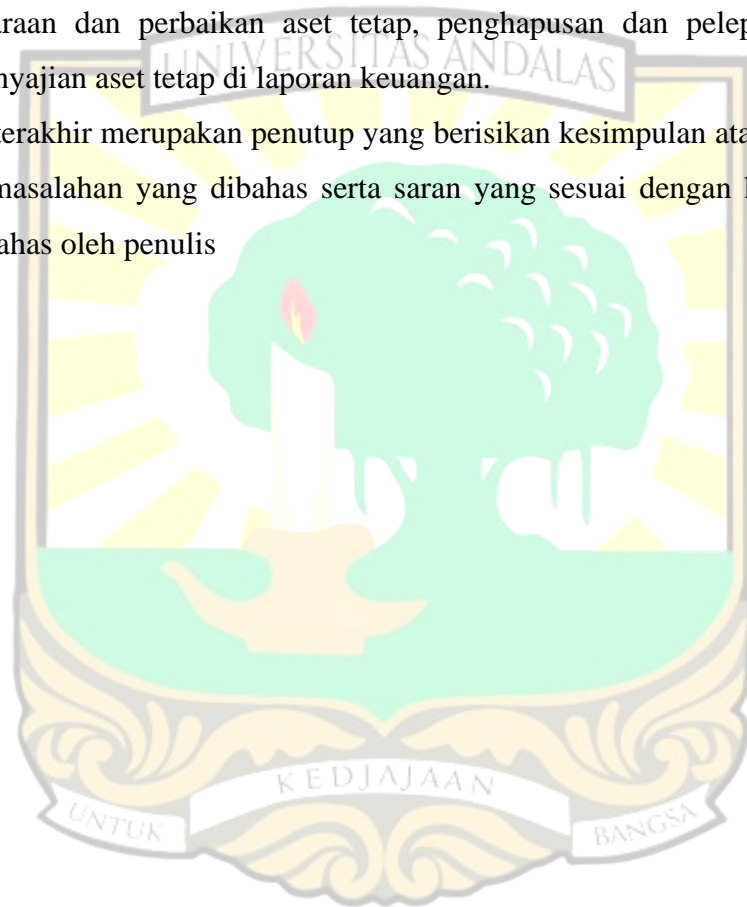 araan dan perbaikan aset tetap, penghapusan dan pelep
nyajian aset tetap di laporan keuangan.
terakhir merupakan penutup yang berisikan kesimpulan ata
masalahan yang dibahas serta saran yang sesuai dengan
ahas oleh penulis
UNIVERSITAS ANDALAS
UNTUK KEDJAJAAN BANGSA